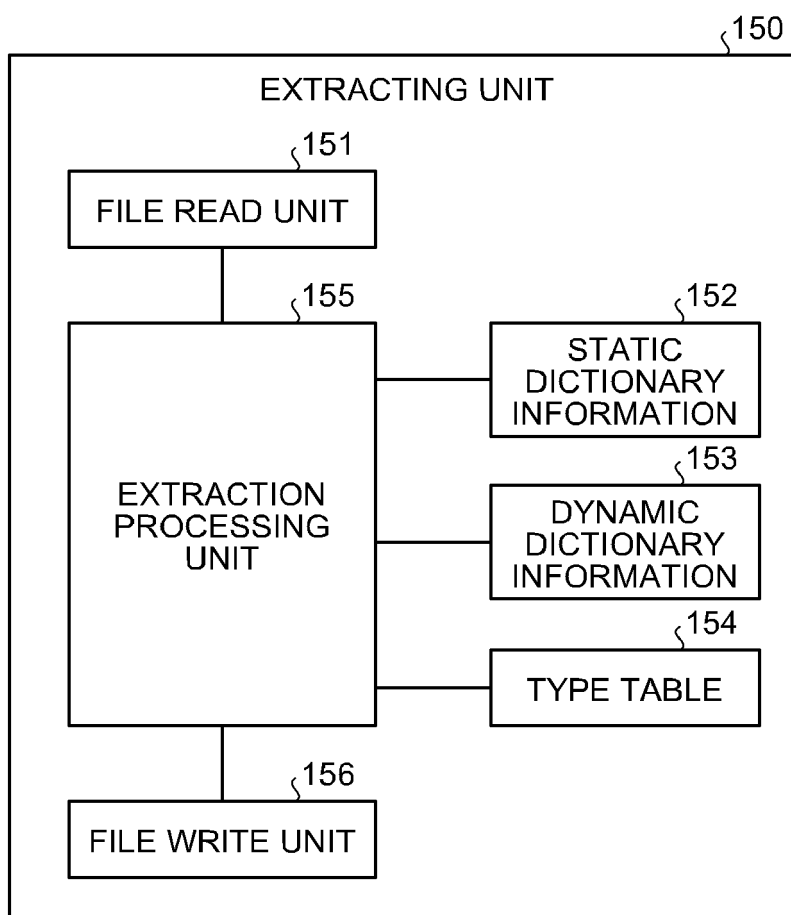 150
EXTRACTING UNIT
151
FILE READ UNIT
155
EXTRACTION
PROCESSING
UNIT
152
STATIC
DICTIONARY
INFORMATION
153
DYNAMIC
DICTIONARY
INFORMATION
154
TYPE TABLE
156
FILE WRITE UNIT